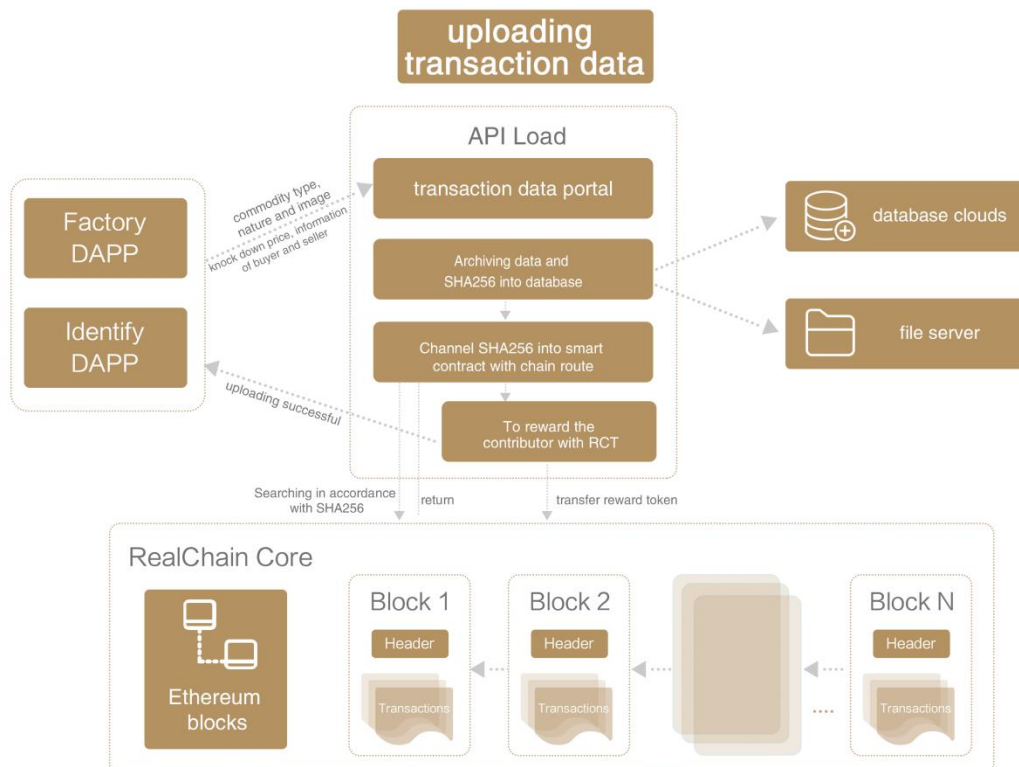 uploading
transaction data
API Load
transaction data portal
Factory
DAPP
commodity type,
nature and image
knock down price, information
of buyer and seller
database clouds
Archiving data and
SHA256 into database
Identify
DAPP
file server
Channel SHA256 into smart
contract with chain route
uploading successful
To reward the
contributor with RCT
Searching in accordance
with SHA256
return
transfer reward token
RealChain Core
Ethereum
blocks
Block 1
Header
Transactions
Block 2
Header
Transactions
....
Block N
Header
Transactions